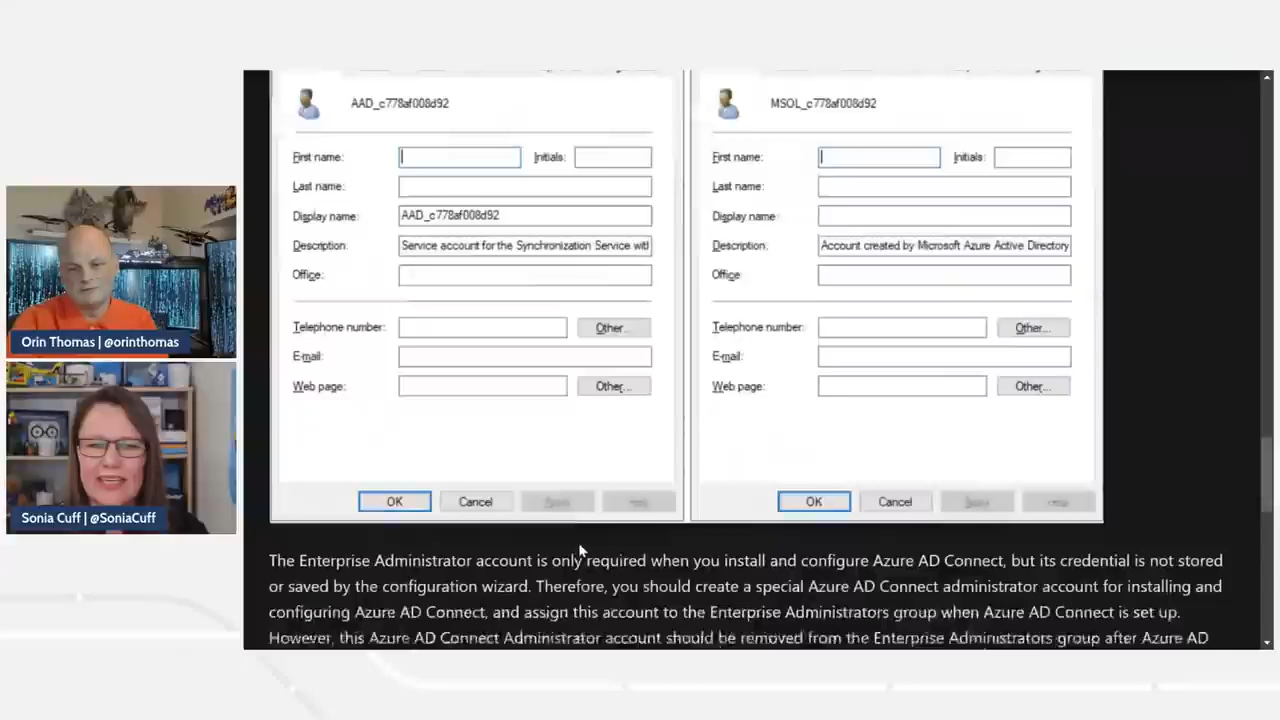 AAD_c778af008d92
First name:
Initials:
Last name:
Display name:
AAD_c778af008d92
Description:
Service account for the Synchronization Service with
Office:
Telephone number:
Other...
E-mail:
Web page:
Other...
OK
Cancel
MSOL_c778af008d92
First name:
Initials:
Last name:
Display name:
Description:
Account created by Microsoft Azure Active Directory
Office:
Telephone number:
Other...
E-mail:
Web page:
Other...
OK
Cancel
Orin Thomas | @orinthomas
Sonia Cuff | @SoniaCuff
The Enterprise Administrator account is only required when you install and configure Azure AD Connect, but its credential is not stored
or saved by the configuration wizard. Therefore, you should create a special Azure AD Connect administrator account for installing and
configuring Azure AD Connect, and assign this account to the Enterprise Administrators group when Azure AD Connect is set up.
However, this Azure AD Connect Administrator account should be removed from the Enterprise Administrators group after Azure AD